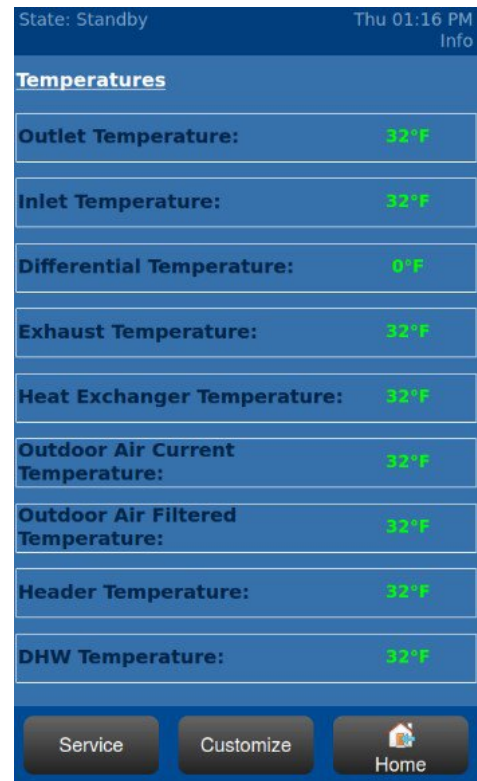 State: Standby
Thu 01:16 PM
Info
Temperatures
Outlet Temperature: 32°F
Inlet Temperature: 32°F
Differential Temperature: 0°F
Exhaust Temperature: 32°F
Heat Exchanger Temperature: 32°F
Outdoor Air Current
Temperature: 32°F
Outdoor Air Filtered
Temperature: 32°F
Header Temperature: 32°F
DHW Temperature: 32°F
Service
Customize
Home